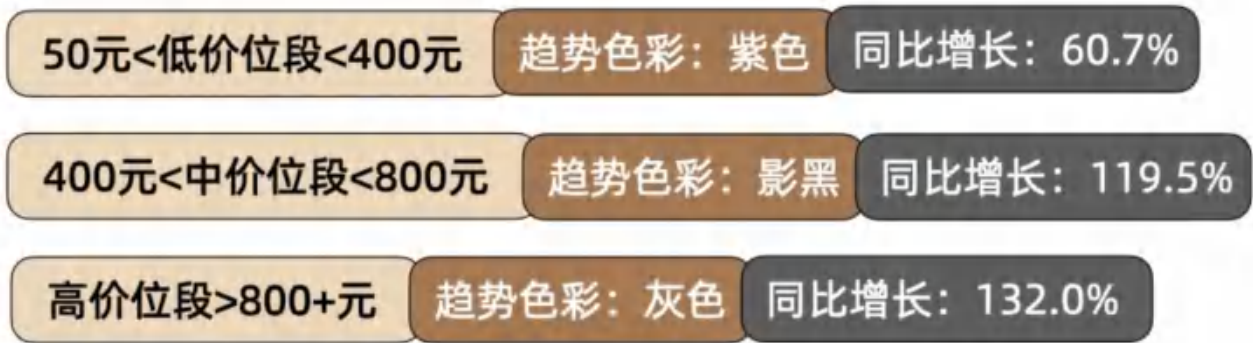 50元<低价位段<400元 趋势色彩：紫色 同比增长：60.7%
400元<中价位段<800元 趋势色彩：影黑 同比增长：119.5%
高价位段>800+元 趋势色彩：灰色 同比增长：132.0%